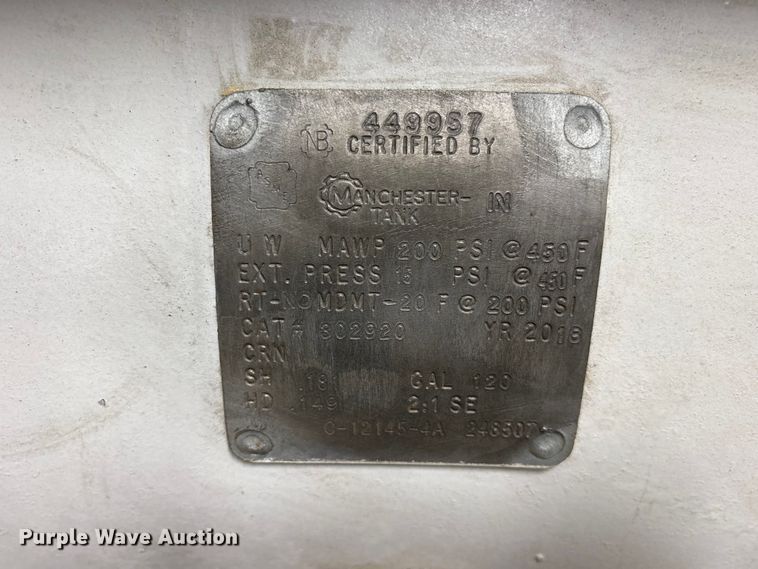 449957
NB CERTIFIED BY
MANCHESTER-TANK IN
U W MAWP 200 PSI @ 450 F
EXT. PRESS 15 PSI @ 450 F
RT-NO MDMT -20 F @ 200 PSI
CAT# 302920 YR 2018
CRN
SH .18 GAL 120
HD .149 2:1 SE
C-12145-4A 248507
Purple Wave Auction